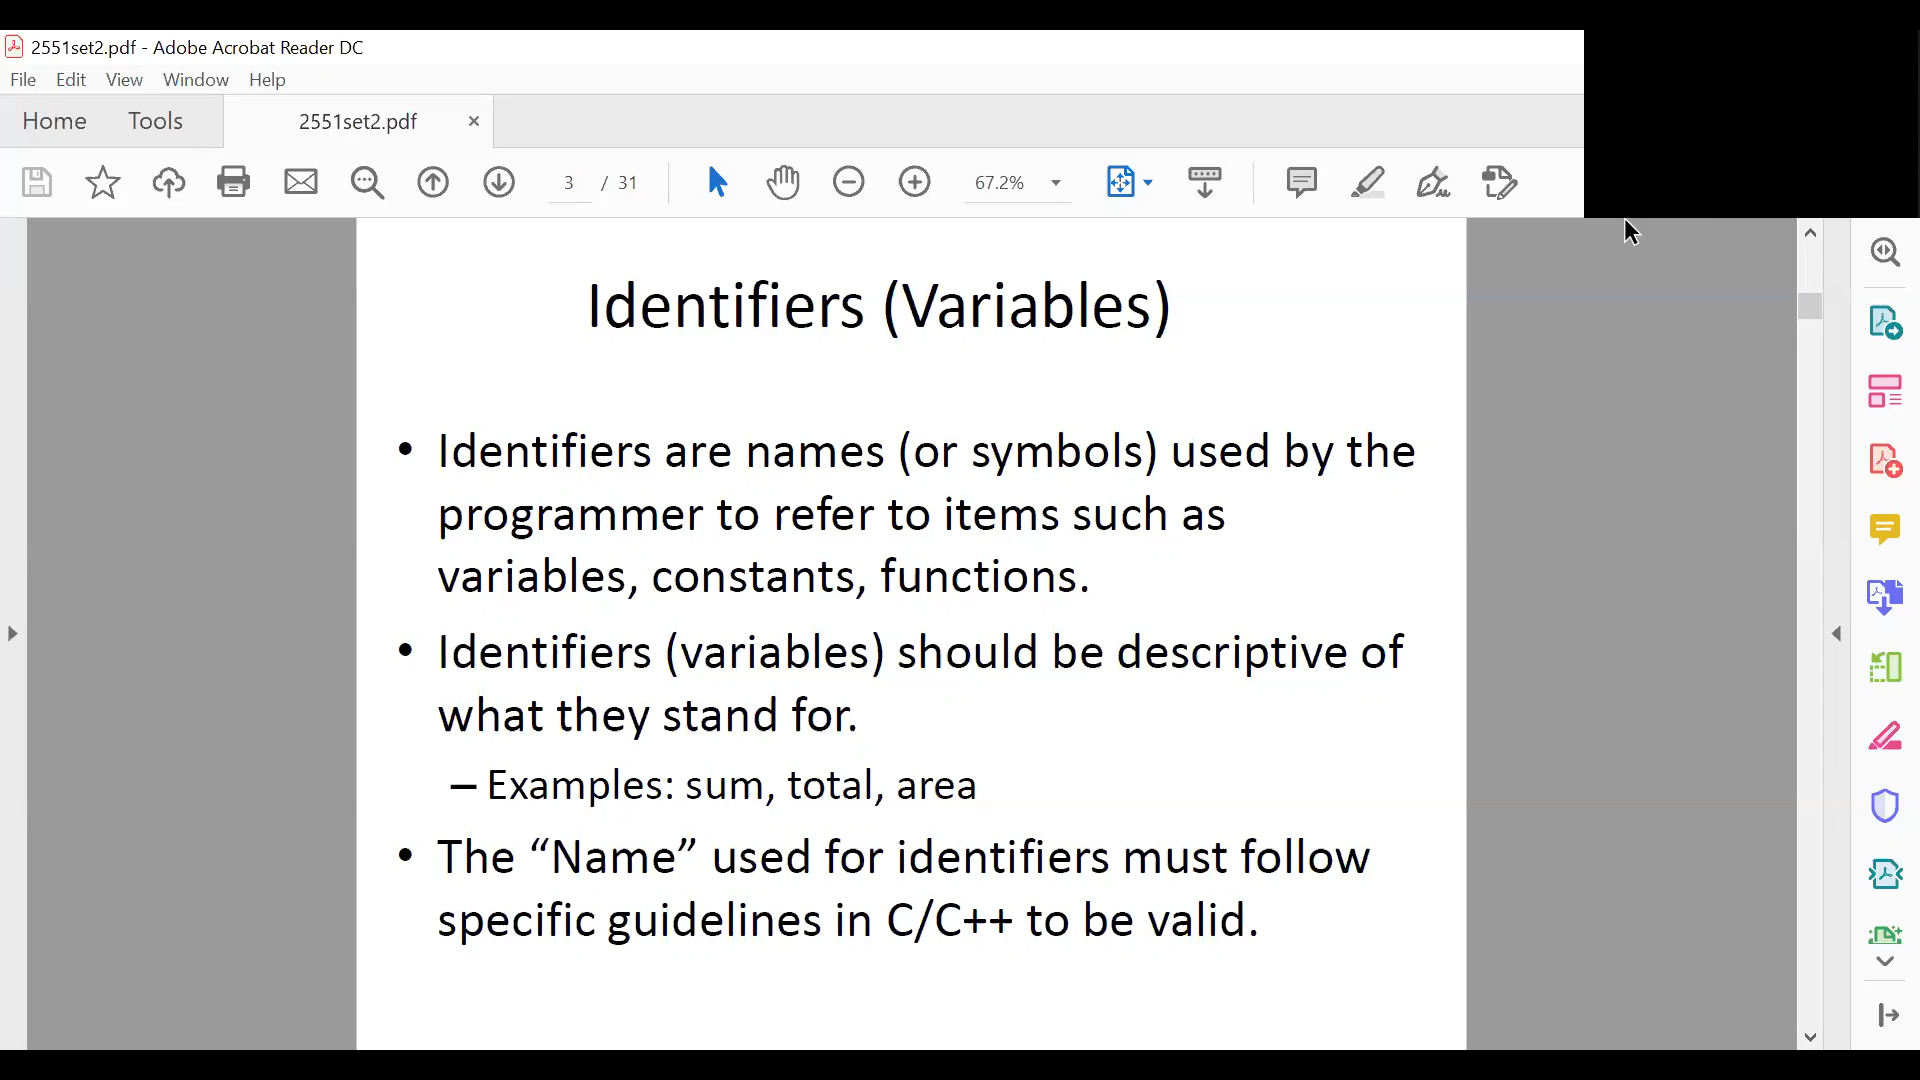 2551set2.pdf - Adobe Acrobat Reader DC
File Edit View Window Help
Home Tools 2551set2.pdf ×
3 / 31 67.2%
Identifiers (Variables)
• Identifiers are names (or symbols) used by the
programmer to refer to items such as
variables, constants, functions.
• Identifiers (variables) should be descriptive of
what they stand for.
– Examples: sum, total, area
• The “Name” used for identifiers must follow
specific guidelines in C/C++ to be valid.